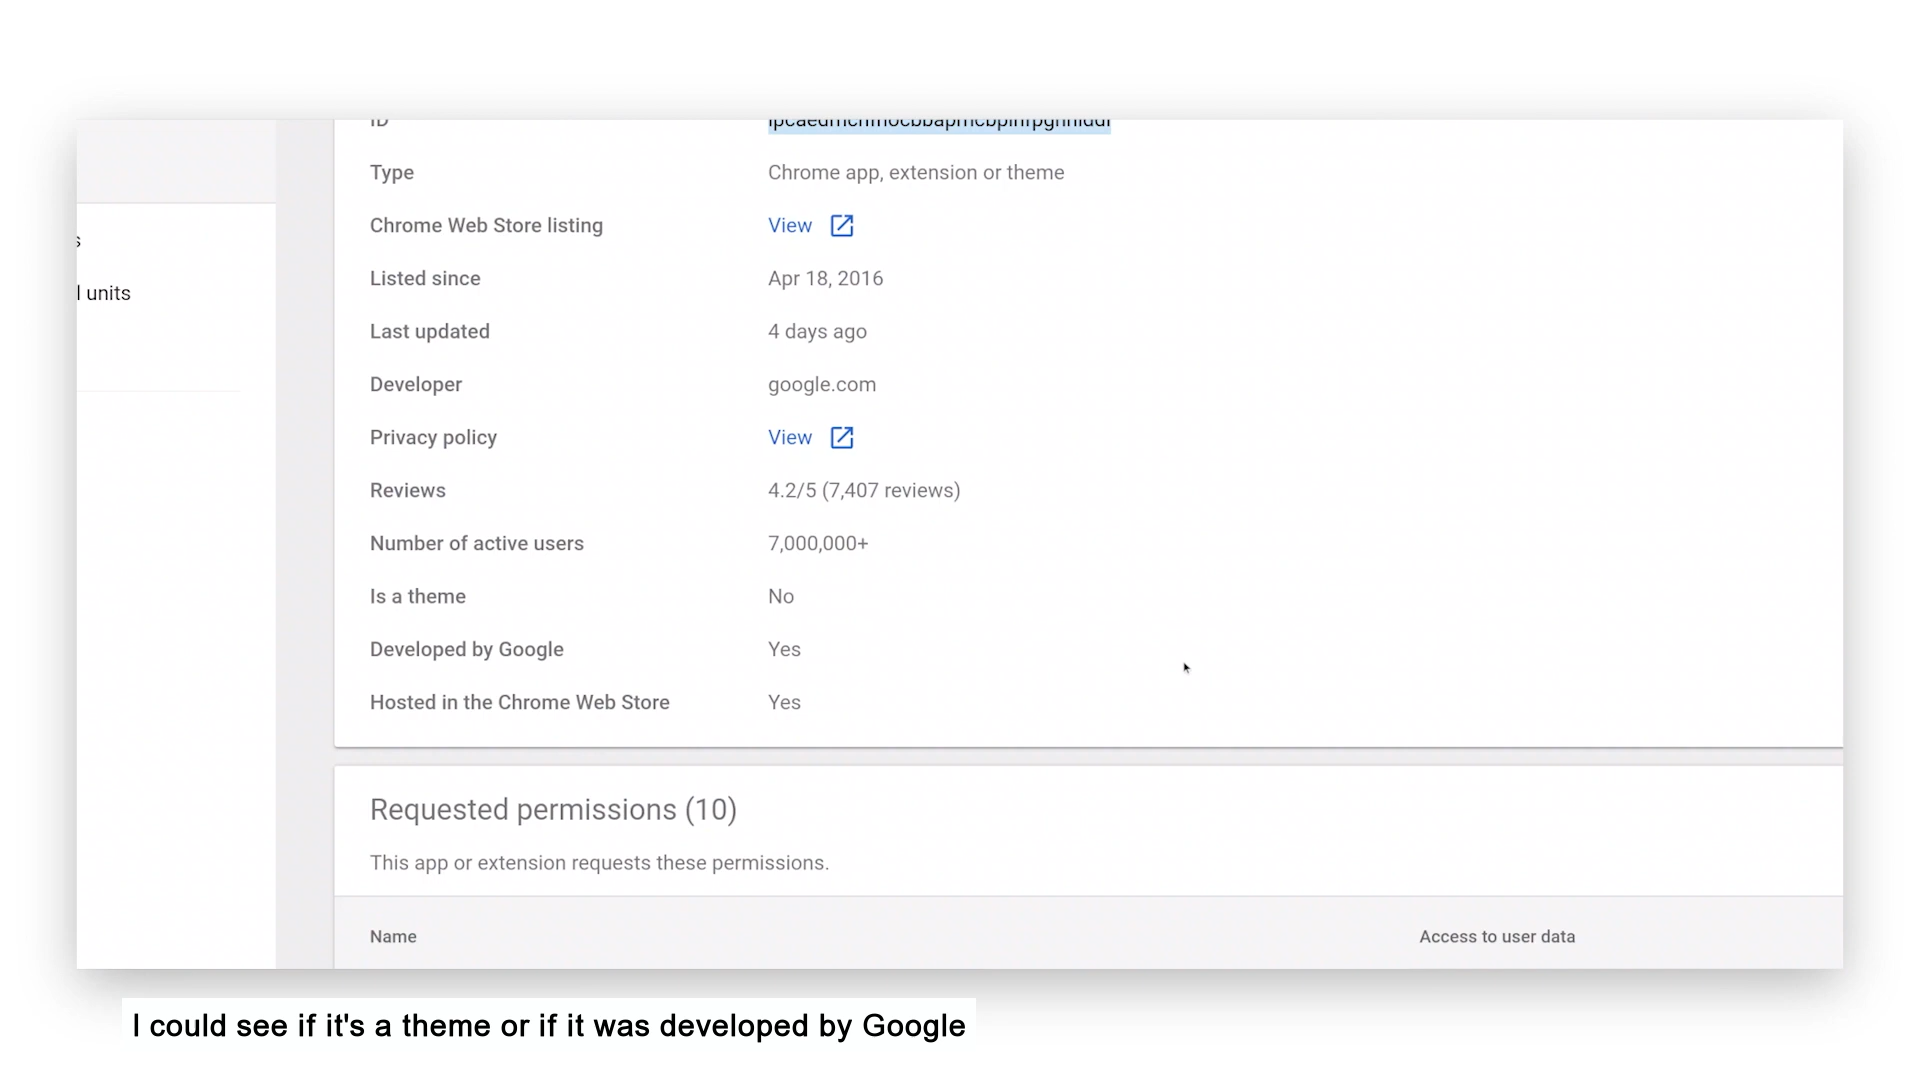 ID
Type Chrome app, extension or theme
Chrome Web Store listing View
Listed since Apr 18, 2016
Last updated 4 days ago
Developer google.com
Privacy policy View
Reviews 4.2/5 (7,407 reviews)
Number of active users 7,000,000+
Is a theme No
Developed by Google Yes
Hosted in the Chrome Web Store Yes
s
l units
Requested permissions (10)
This app or extension requests these permissions.
Name Access to user data
I could see if it's a theme or if it was developed by Google